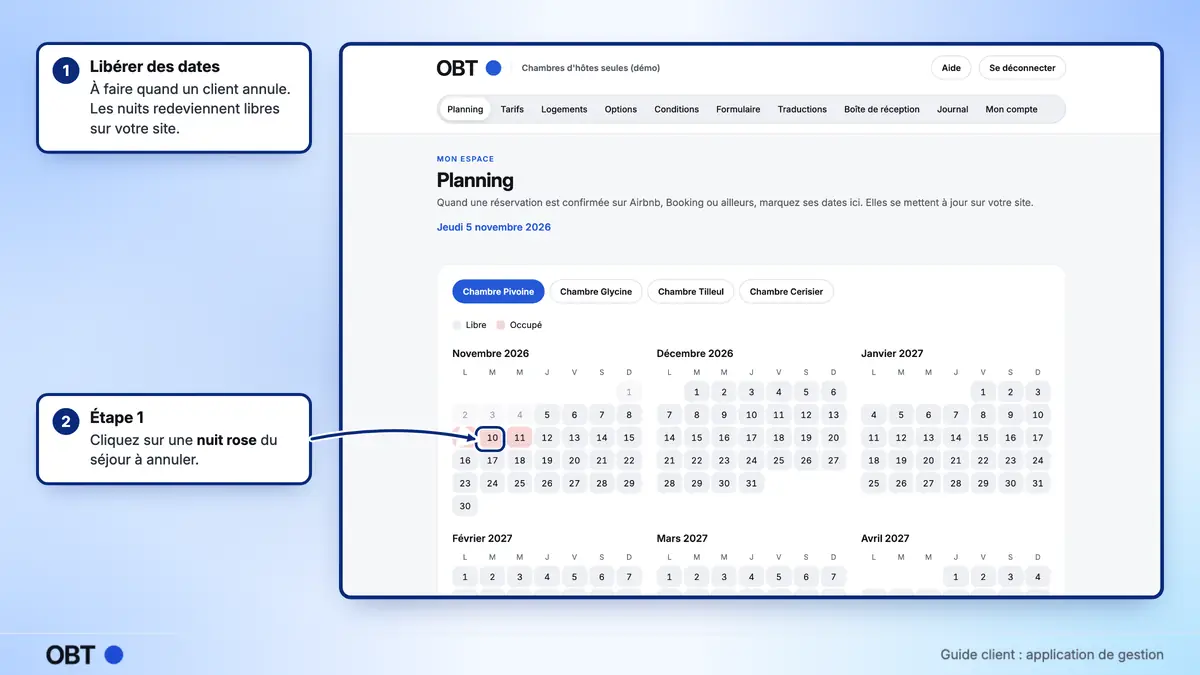 1
Libérer des dates
À faire quand un client annule.
Les nuits redeviennent libres
sur votre site.
2
Étape 1
Cliquez sur une nuit rose du
séjour à annuler.
OBT
Chambres d'hôtes seules (démo)
Aide
Se déconnecter
Planning Tarifs Logements Options Conditions Formulaire Traductions Boîte de réception Journal Mon compte
MON ESPACE
Planning
Quand une réservation est confirmée sur Airbnb, Booking ou ailleurs, marquez ses dates ici. Elles se mettent à jour sur votre site.
Jeudi 5 novembre 2026
Chambre Pivoine Chambre Glycine Chambre Tilleul Chambre Cerisier
Libre Occupé
Novembre 2026
L M M J V S D
1
2 3 4 5 6 7 8
10 11 12 13 14 15
16 17 18 19 20 21 22
23 24 25 26 27 28 29
30
Décembre 2026
L M M J V S D
1 2 3 4 5 6
7 8 9 10 11 12 13
14 15 16 17 18 19 20
21 22 23 24 25 26 27
28 29 30 31
Janvier 2027
L M M J V S D
1 2 3
4 5 6 7 8 9 10
11 12 13 14 15 16 17
18 19 20 21 22 23 24
25 26 27 28 29 30 31
Février 2027
L M M J V S D
1 2 3 4 5 6 7
Mars 2027
L M M J V S D
1 2 3 4 5 6 7
Avril 2027
L M M J V S D
1 2 3 4
OBT
Guide client : application de gestion